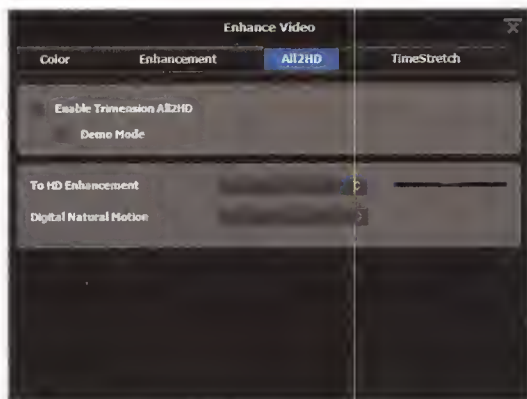 Enhance Video
Color Enhancement All2HD TimeStretch
Enable Trimension All2HD
Demo Mode
To HD Enhancement
Digital Natural Motion